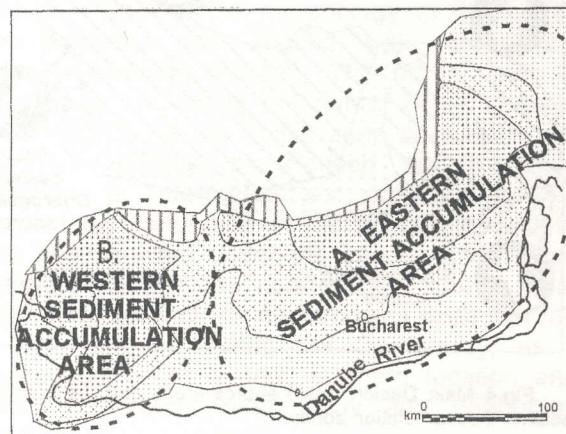 B.
WESTERN
SEDIMENT
ACCUMULATION
AREA
A. EASTERN
SEDIMENT ACCUMULATION
AREA
Bucharest
Danube River
km 0 100